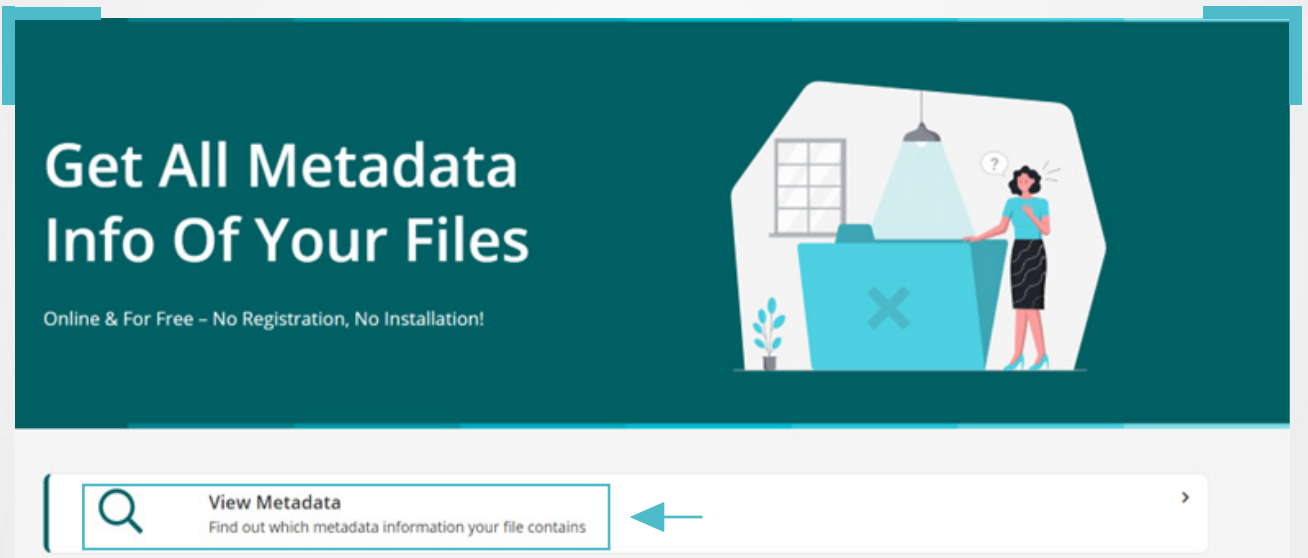 Get All Metadata
Info Of Your Files
?
Online & For Free – No Registration, No Installation!
View Metadata
Find out which metadata information your file contains